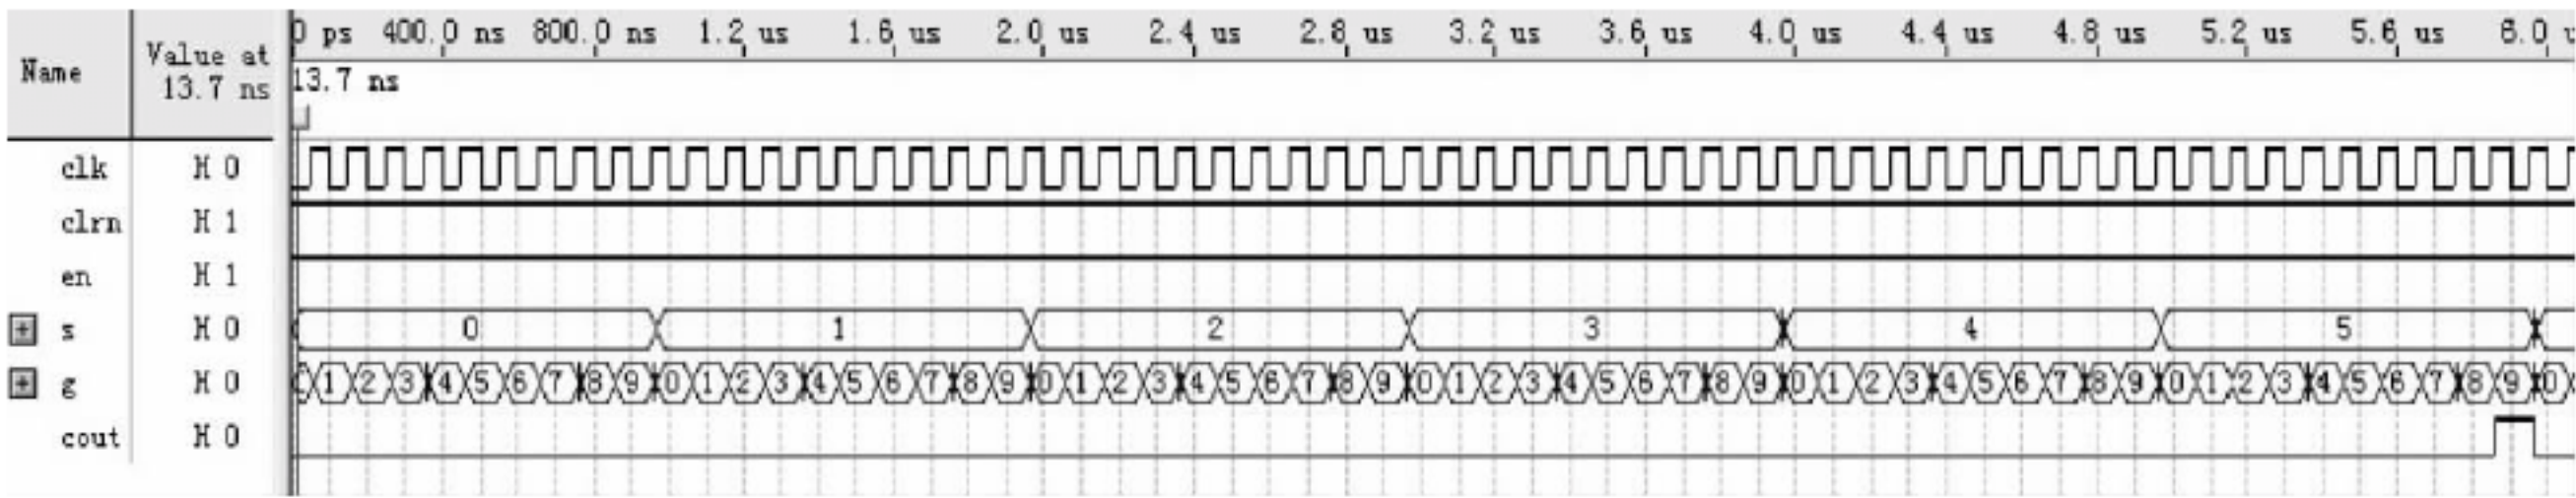 0 ps 400.0 ns 800.0 ns 1.2 us 1.6 us 2.0 us 2.4 us 2.8 us 3.2 us 3.6 us 4.0 us 4.4 us 4.8 us 5.2 us 5.6 us 6.0
Name Value at
13.7 ns
13.7 ns
clk H 0
clrn H 1
en H 1
s H 0 0 1 2 3 4 5
g H 0 1 2 3 4 5 6 7 8 9 0 1 2 3 4 5 6 7 8 9 0 1 2 3 4 5 6 7 8 9 0 1 2 3 4 5 6 7 8 9 0 1 2 3 4 5 6 7 8 9 0 1 2 3 4 5 6 7 8 9 0
cout H 0